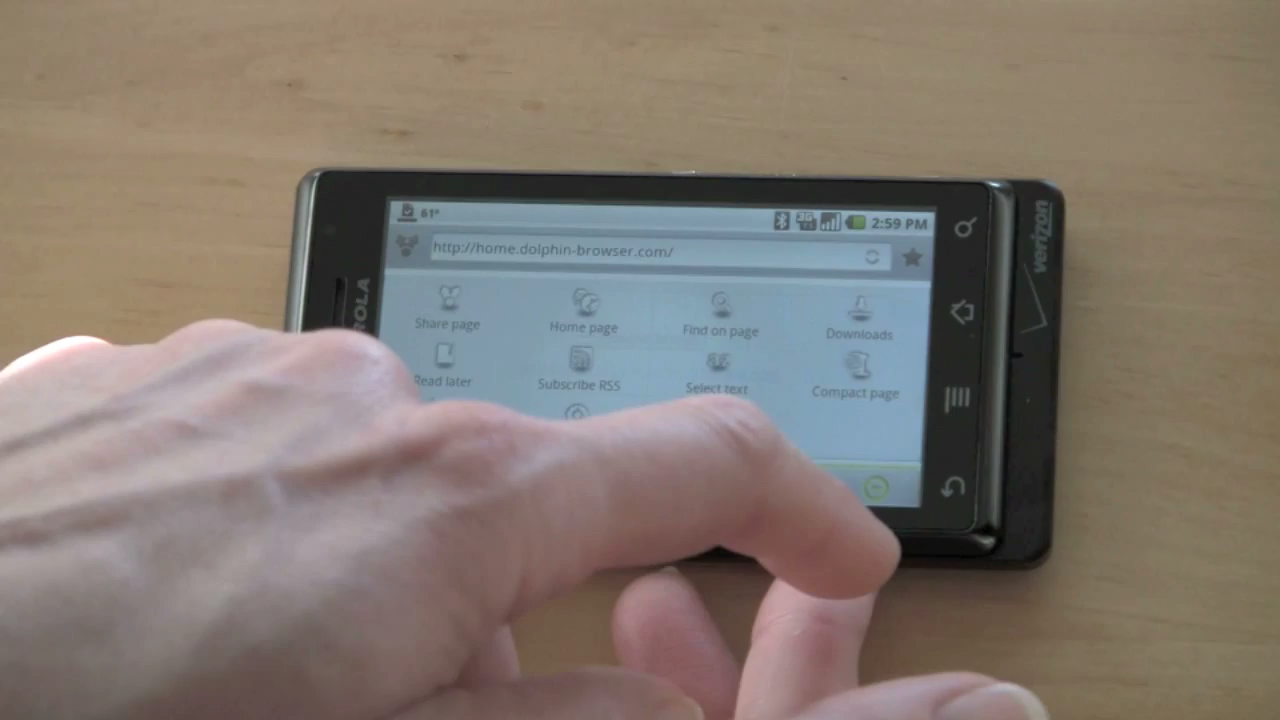 61°
2:59 PM
http://home.dolphin-browser.com/
Share page
Home page
Find on page
Downloads
Read later
Subscribe RSS
Select text
Compact page
ROLA
verizon